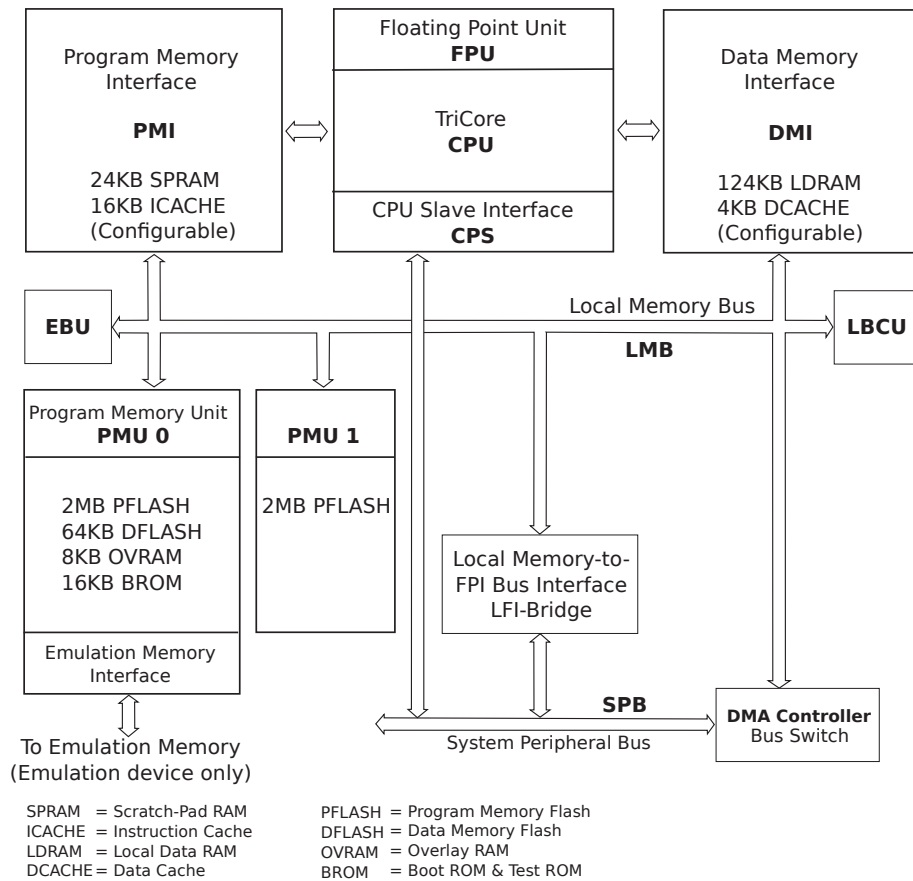 Program Memory
Interface
PMI
24KB SPRAM
16KB ICACHE
(Configurable)
Floating Point Unit
FPU
TriCore
CPU
CPU Slave Interface
CPS
Data Memory
Interface
DMI
124KB LDRAM
4KB DCACHE
(Configurable)
EBU
Local Memory Bus
LMB
LBCU
Program Memory Unit
PMU 0
2MB PFLASH
64KB DFLASH
8KB OVRAM
16KB BROM
Emulation Memory
Interface
PMU 1
2MB PFLASH
Local Memory-to-
FPI Bus Interface
LFI-Bridge
SPB
System Peripheral Bus
DMA Controller
Bus Switch
To Emulation Memory
(Emulation device only)
SPRAM = Scratch-Pad RAM
ICACHE = Instruction Cache
LDRAM = Local Data RAM
DCACHE = Data Cache
PFLASH = Program Memory Flash
DFLASH = Data Memory Flash
OVRAM = Overlay RAM
BROM = Boot ROM & Test ROM